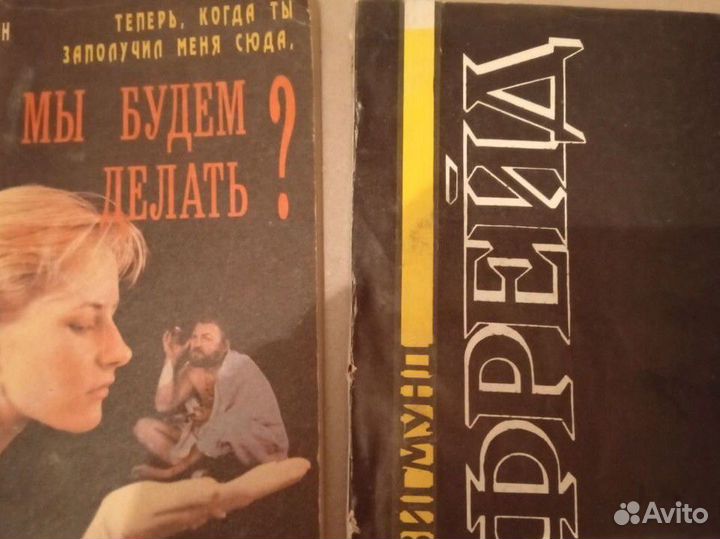 Н
ТЕПЕРЬ, КОГДА ТЫ
ЗАПОЛУЧИЛ МЕНЯ СЮДА,
МЫ БУДЕМ
ДЕЛАТЬ?
ФРЕЙД
Avito